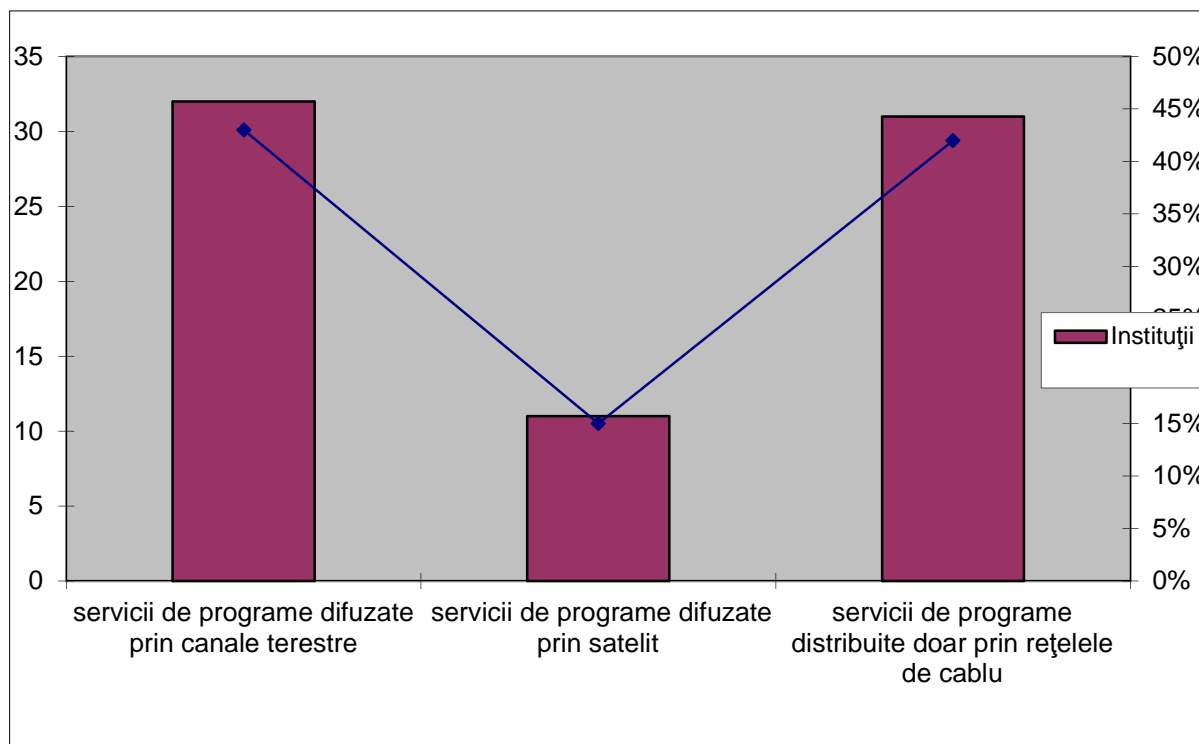 35
30
25
20
15
10
5
0
50%
45%
40%
35%
30%
15%
10%
5%
0%
Instituţii
servicii de programe difuzate
prin canale terestre
servicii de programe difuzate
prin satelit
servicii de programe
distribuite doar prin reţelele
de cablu